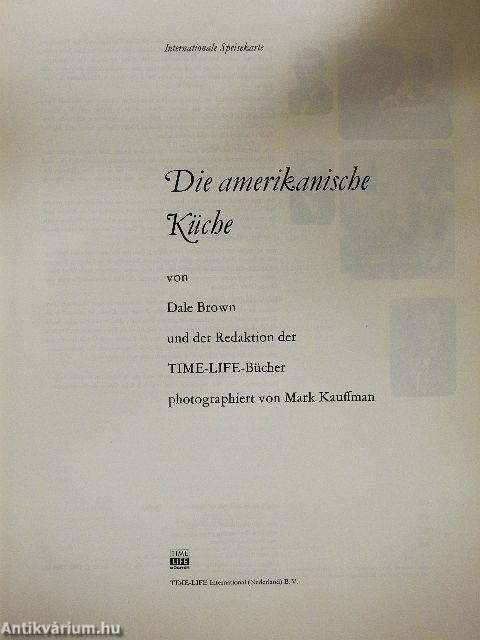 Internationale Speisekarte
Die amerikanische
Küche
von
Dale Brown
und der Redaktion der
TIME-LIFE-Bücher
photographiert von Mark Kauffman
TIME
LIFE
BÜCHER
TIME-LIFE International (Nederland) B. V.
Antikvárium.hu